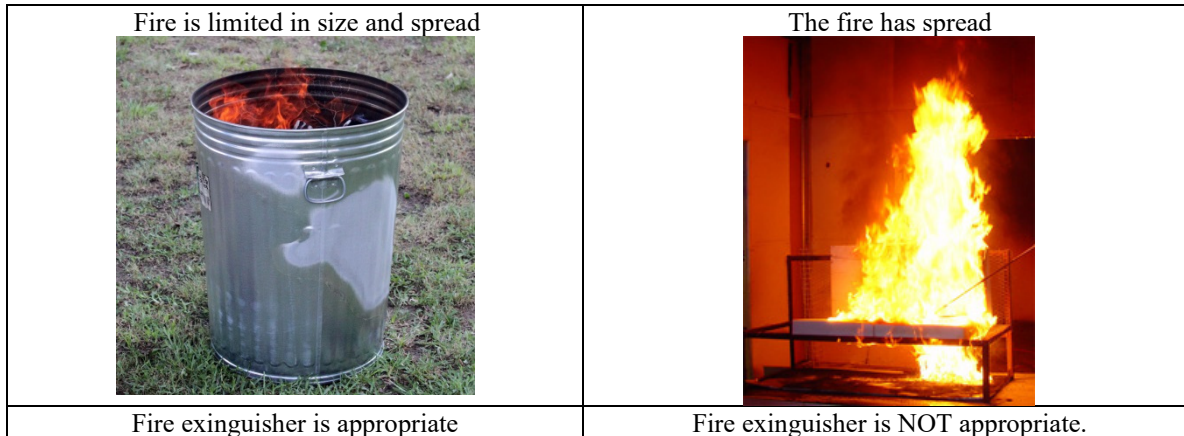 Fire is limited in size and spread
The fire has spread
Fire exinguisher is appropriate
Fire exinguisher is NOT appropriate.